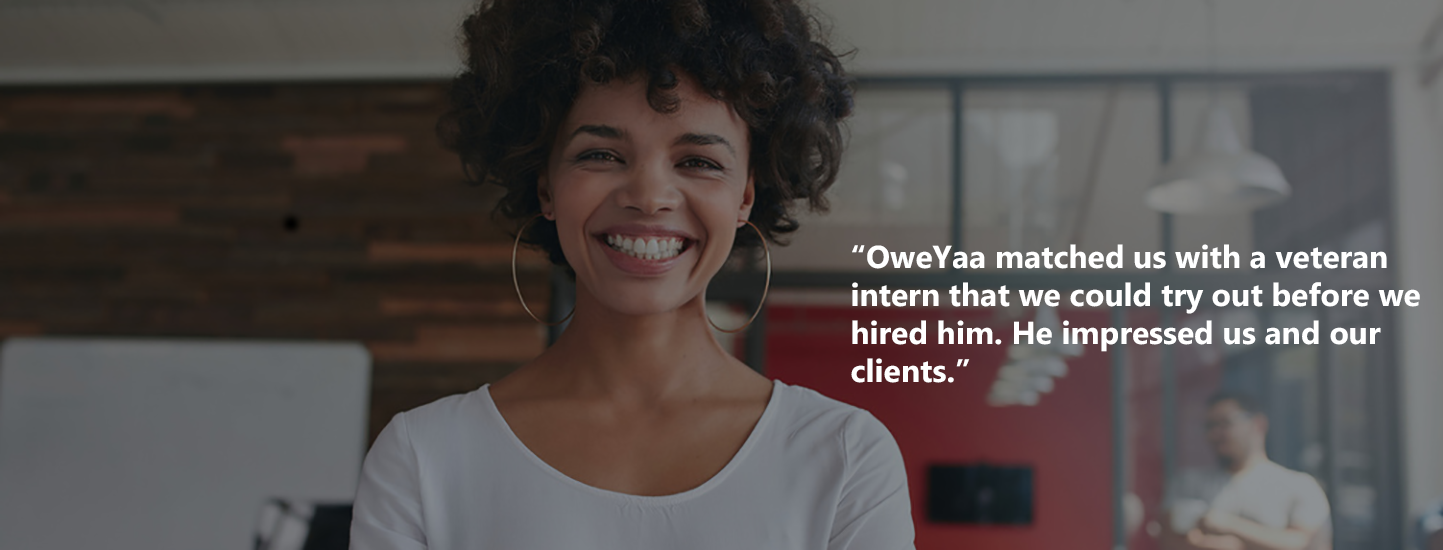 “OweYaa matched us with a veteran
intern that we could try out before we
hired him. He impressed us and our
clients.”